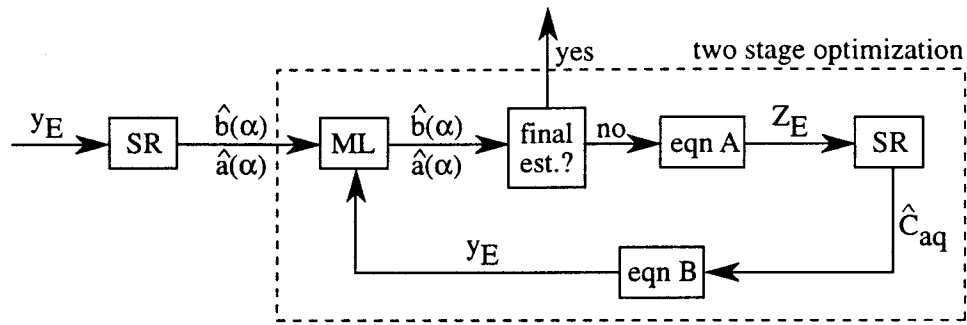 two stage optimization
yes
y_E
SR
b̂(α)
â(α)
ML
b̂(α)
â(α)
final
est.?
no
eqn A
Z_E
SR
Ĉ_aq
eqn B
y_E